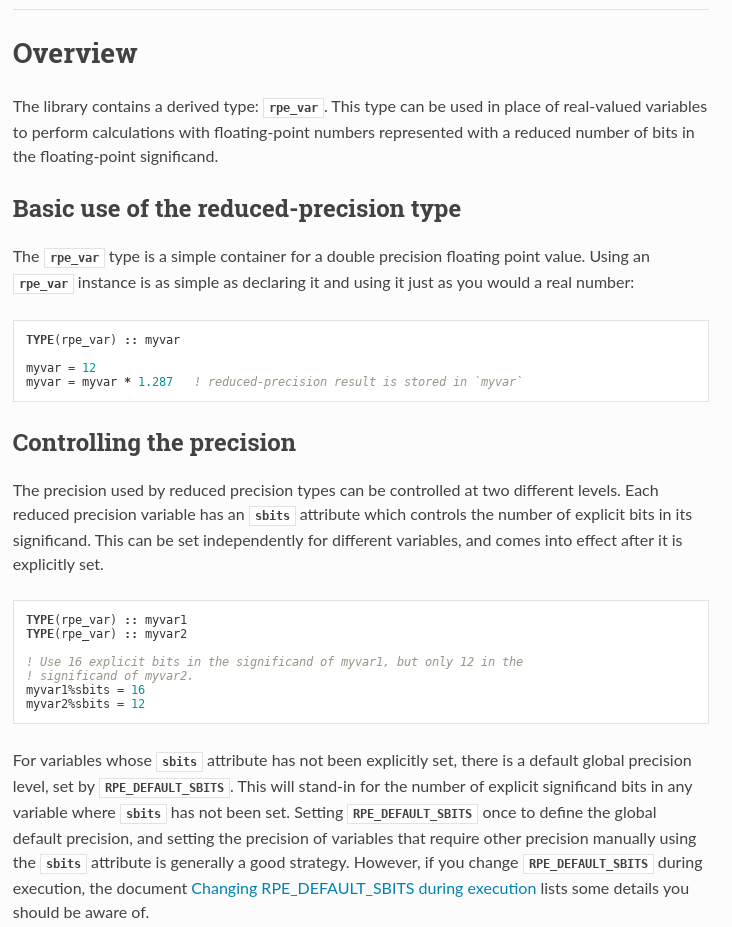 Overview
The library contains a derived type: rpe_var. This type can be used in place of real-valued variables
to perform calculations with floating-point numbers represented with a reduced number of bits in
the floating-point significand.
Basic use of the reduced-precision type
The rpe_var type is a simple container for a double precision floating point value. Using an
rpe_var instance is as simple as declaring it and using it just as you would a real number:
TYPE(rpe_var) :: myvar
myvar = 12
myvar = myvar * 1.287   ! reduced-precision result is stored in `myvar`
Controlling the precision
The precision used by reduced precision types can be controlled at two different levels. Each
reduced precision variable has an sbits attribute which controls the number of explicit bits in its
significand. This can be set independently for different variables, and comes into effect after it is
explicitly set.
TYPE(rpe_var) :: myvar1
TYPE(rpe_var) :: myvar2
! Use 16 explicit bits in the significand of myvar1, but only 12 in the
! significand of myvar2.
myvar1%sbits = 16
myvar2%sbits = 12
For variables whose sbits attribute has not been explicitly set, there is a default global precision
level, set by RPE_DEFAULT_SBITS. This will stand-in for the number of explicit significand bits in any
variable where sbits has not been set. Setting RPE_DEFAULT_SBITS once to define the global
default precision, and setting the precision of variables that require other precision manually using
the sbits attribute is generally a good strategy. However, if you change RPE_DEFAULT_SBITS during
execution, the document Changing RPE_DEFAULT_SBITS during execution lists some details you
should be aware of.